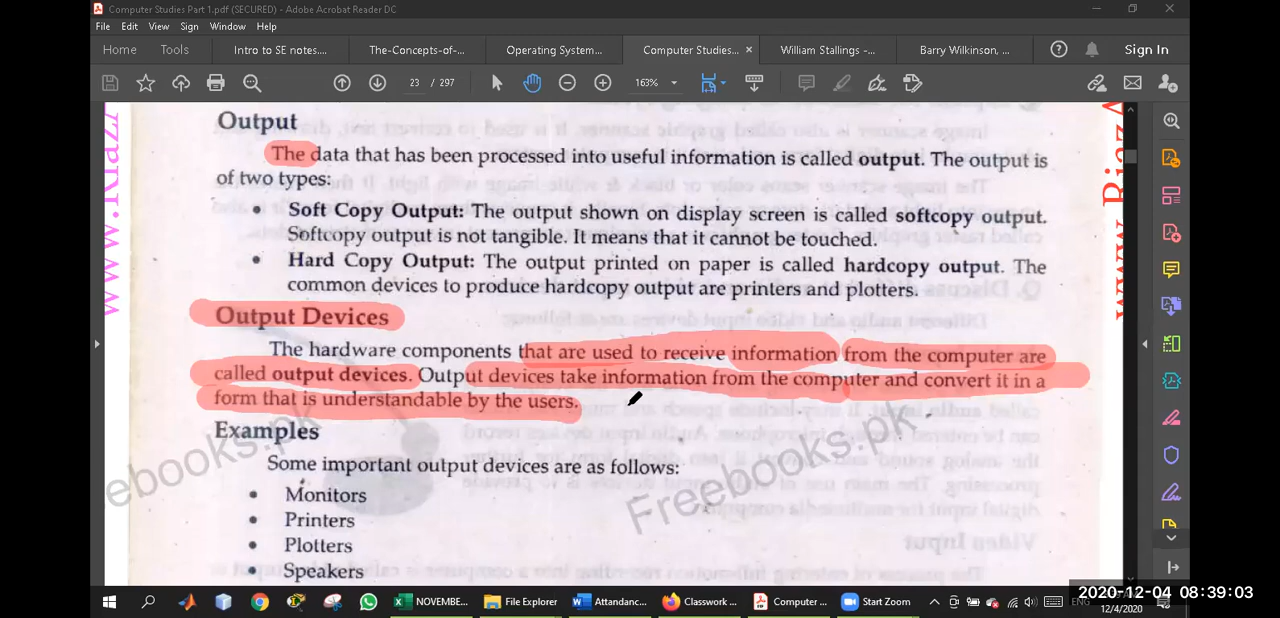 Computer Studies Part 1.pdf (SECURED) - Adobe Acrobat Reader DC
File Edit View Sign Window Help
Home Tools Intro to SE notes.... The-Concepts-of-... Operating System... Computer Studies... × William Stallings -... Barry Wilkinson, ... Sign In
23 / 297 163%
Output
The data that has been processed into useful information is called output. The output is
of two types:
• Soft Copy Output: The output shown on display screen is called softcopy output.
Softcopy output is not tangible. It means that it cannot be touched.
• Hard Copy Output: The output printed on paper is called hardcopy output. The
common devices to produce hardcopy output are printers and plotters.
Output Devices
The hardware components that are used to receive information from the computer are
called output devices. Output devices take information from the computer and convert it in a
form that is understandable by the users.
Examples
Some important output devices are as follows:
• Monitors
• Printers
• Plotters
• Speakers
Freebooks.pk
NOVEMBE... File Explorer Attandanc... Classwork ... Computer ... Start Zoom ENG
2020-12-04 08:39:03
12/4/2020